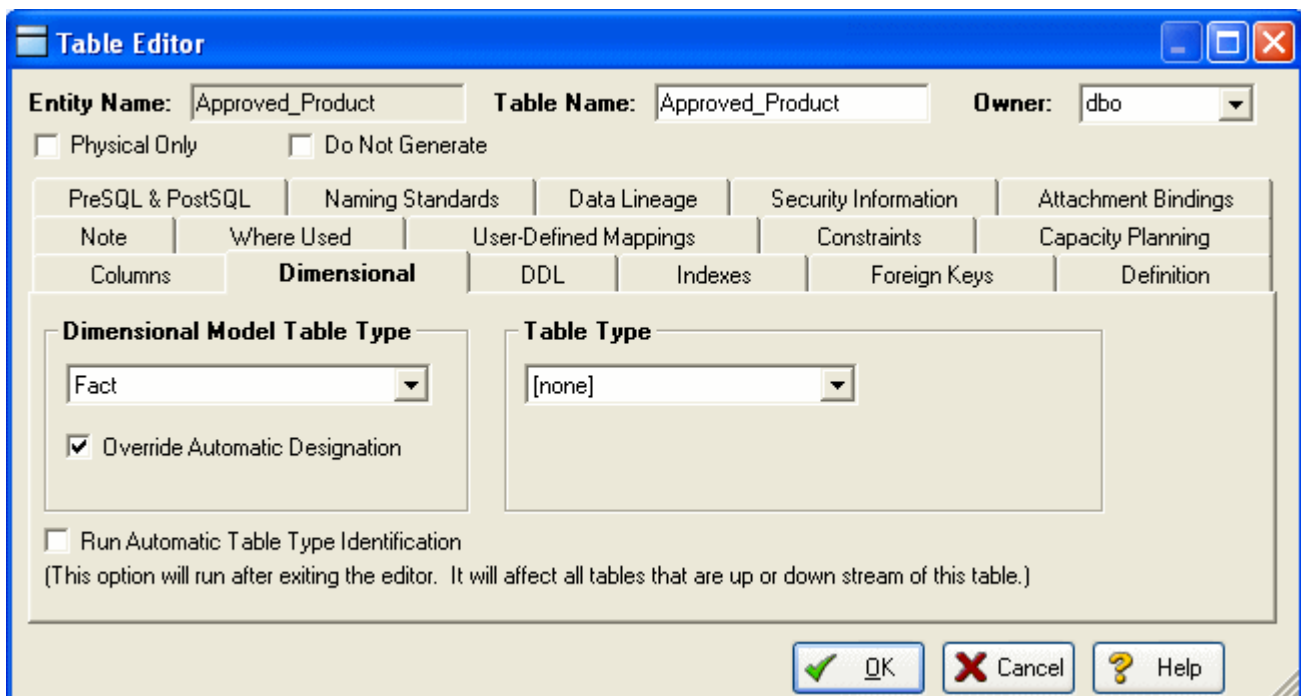 Table Editor
Entity Name: Approved_Product Table Name: Approved_Product Owner: dbo
Physical Only Do Not Generate
PreSQL & PostSQL Naming Standards Data Lineage Security Information Attachment Bindings
Note Where Used User-Defined Mappings Constraints Capacity Planning
Columns Dimensional DDL Indexes Foreign Keys Definition
Dimensional Model Table Type Table Type
Fact [none]
Override Automatic Designation
Run Automatic Table Type Identification
(This option will run after exiting the editor. It will affect all tables that are up or down stream of this table.)
OK Cancel Help